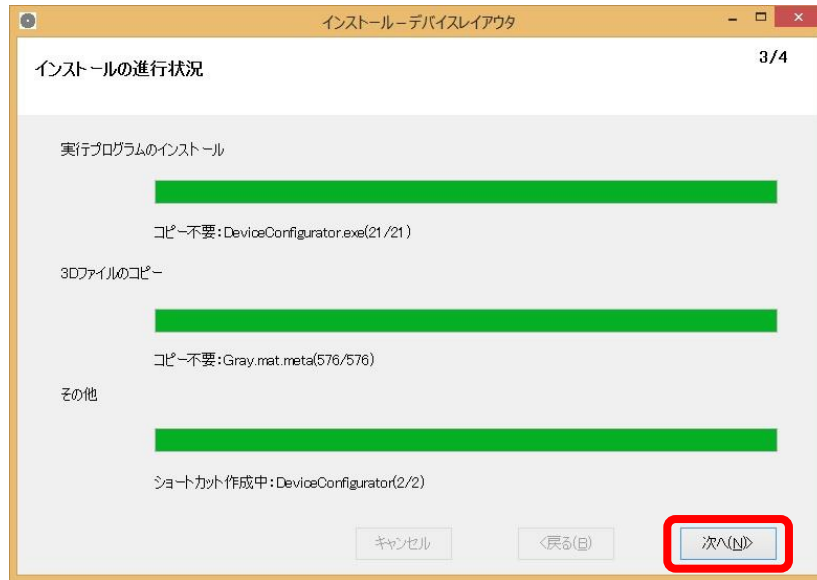 インストール－デバイスレイアウタ
インストールの進行状況
3/4
実行プログラムのインストール
コピー不要:DeviceConfigurator.exe(21/21)
3Dファイルのコピー
コピー不要:Gray.mat.meta(576/576)
その他
ショートカット作成中:DeviceConfigurator(2/2)
キャンセル <戻る(B) 次へ(N)>